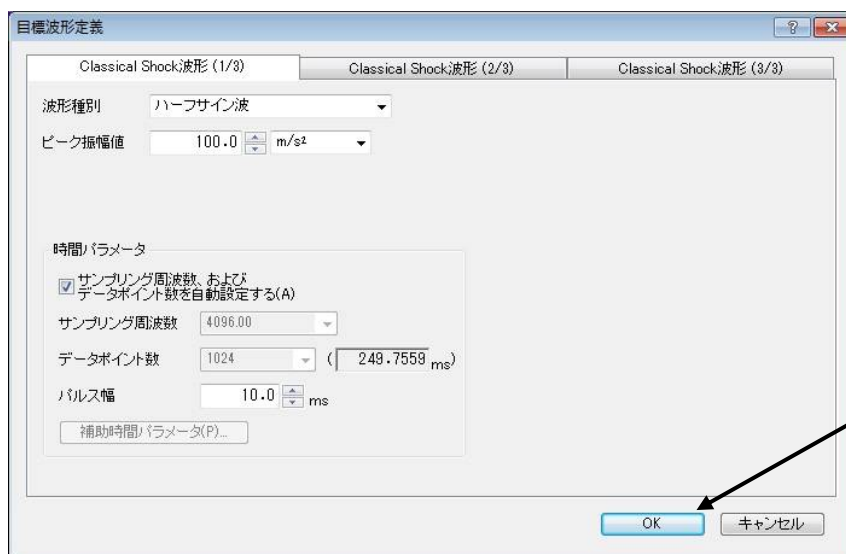 目標波形定義
Classical Shock波形 (1/3) Classical Shock波形 (2/3) Classical Shock波形 (3/3)
波形種別 ハーフサイン波
ピーク振幅値 100.0 m/s²
時間パラメータ
サンプリング周波数、および
データポイント数を自動設定する(A)
サンプリング周波数 4096.00
データポイント数 1024 ( 249.7559 ms)
パルス幅 10.0 ms
補助時間パラメータ(P)...
OK キャンセル